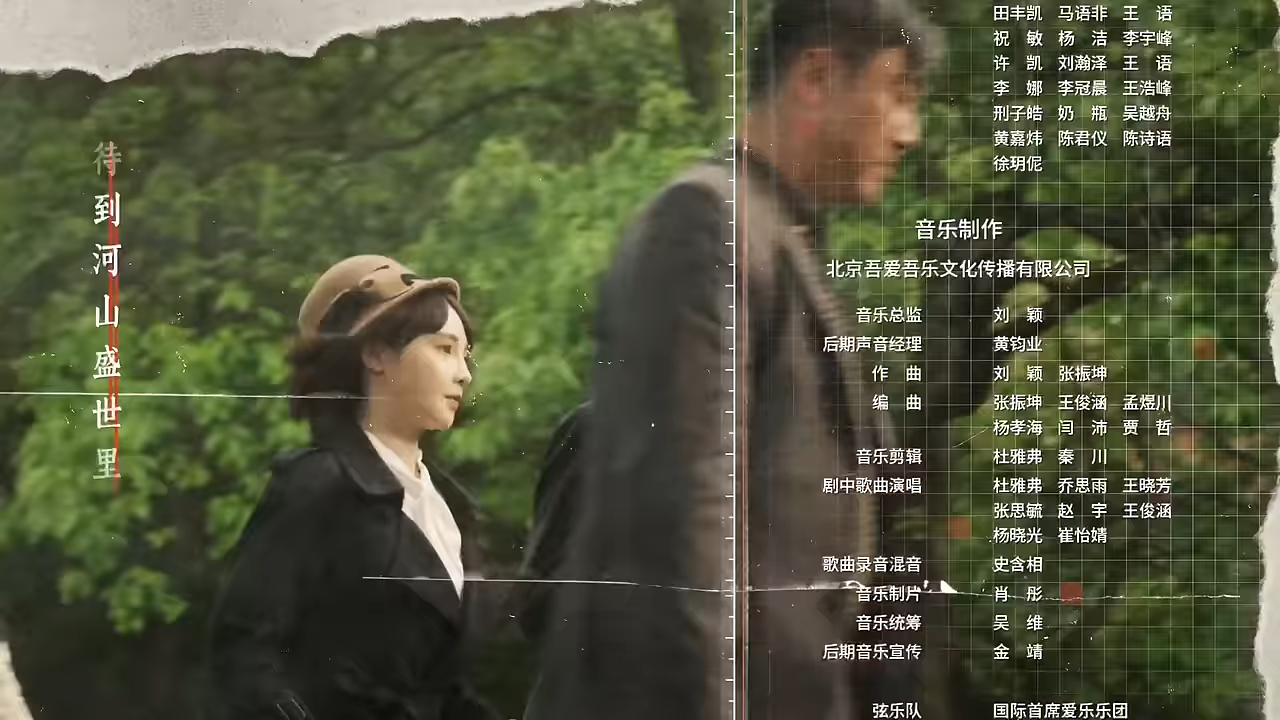 待到河山盛世里
田丰凯 马语非 王 语
祝 敏 杨 洁 李宇峰
许 凯 刘瀚泽 王 语
李 娜 李冠晨 王浩峰
刑子皓 奶 瓶 吴越舟
黄嘉炜 陈君仪 陈诗语
徐玥伲
音乐制作
北京吾爱吾乐文化传播有限公司
音乐总监 刘 颖
后期声音经理 黄钧业
作 曲 刘 颖 张振坤
编 曲 张振坤 王俊涵 孟煜川
杨孝海 闫 沛 贾 哲
音乐剪辑 杜雅弗 秦 川
剧中歌曲演唱 杜雅弗 乔思雨 王晓芳
张思毓 赵 宇 王俊涵
杨晓光 崔怡婧
歌曲录音混音 史含相
音乐制片 肖 彤
音乐统筹 吴 维
后期音乐宣传 金 靖
弦乐队 国际首席爱乐乐团